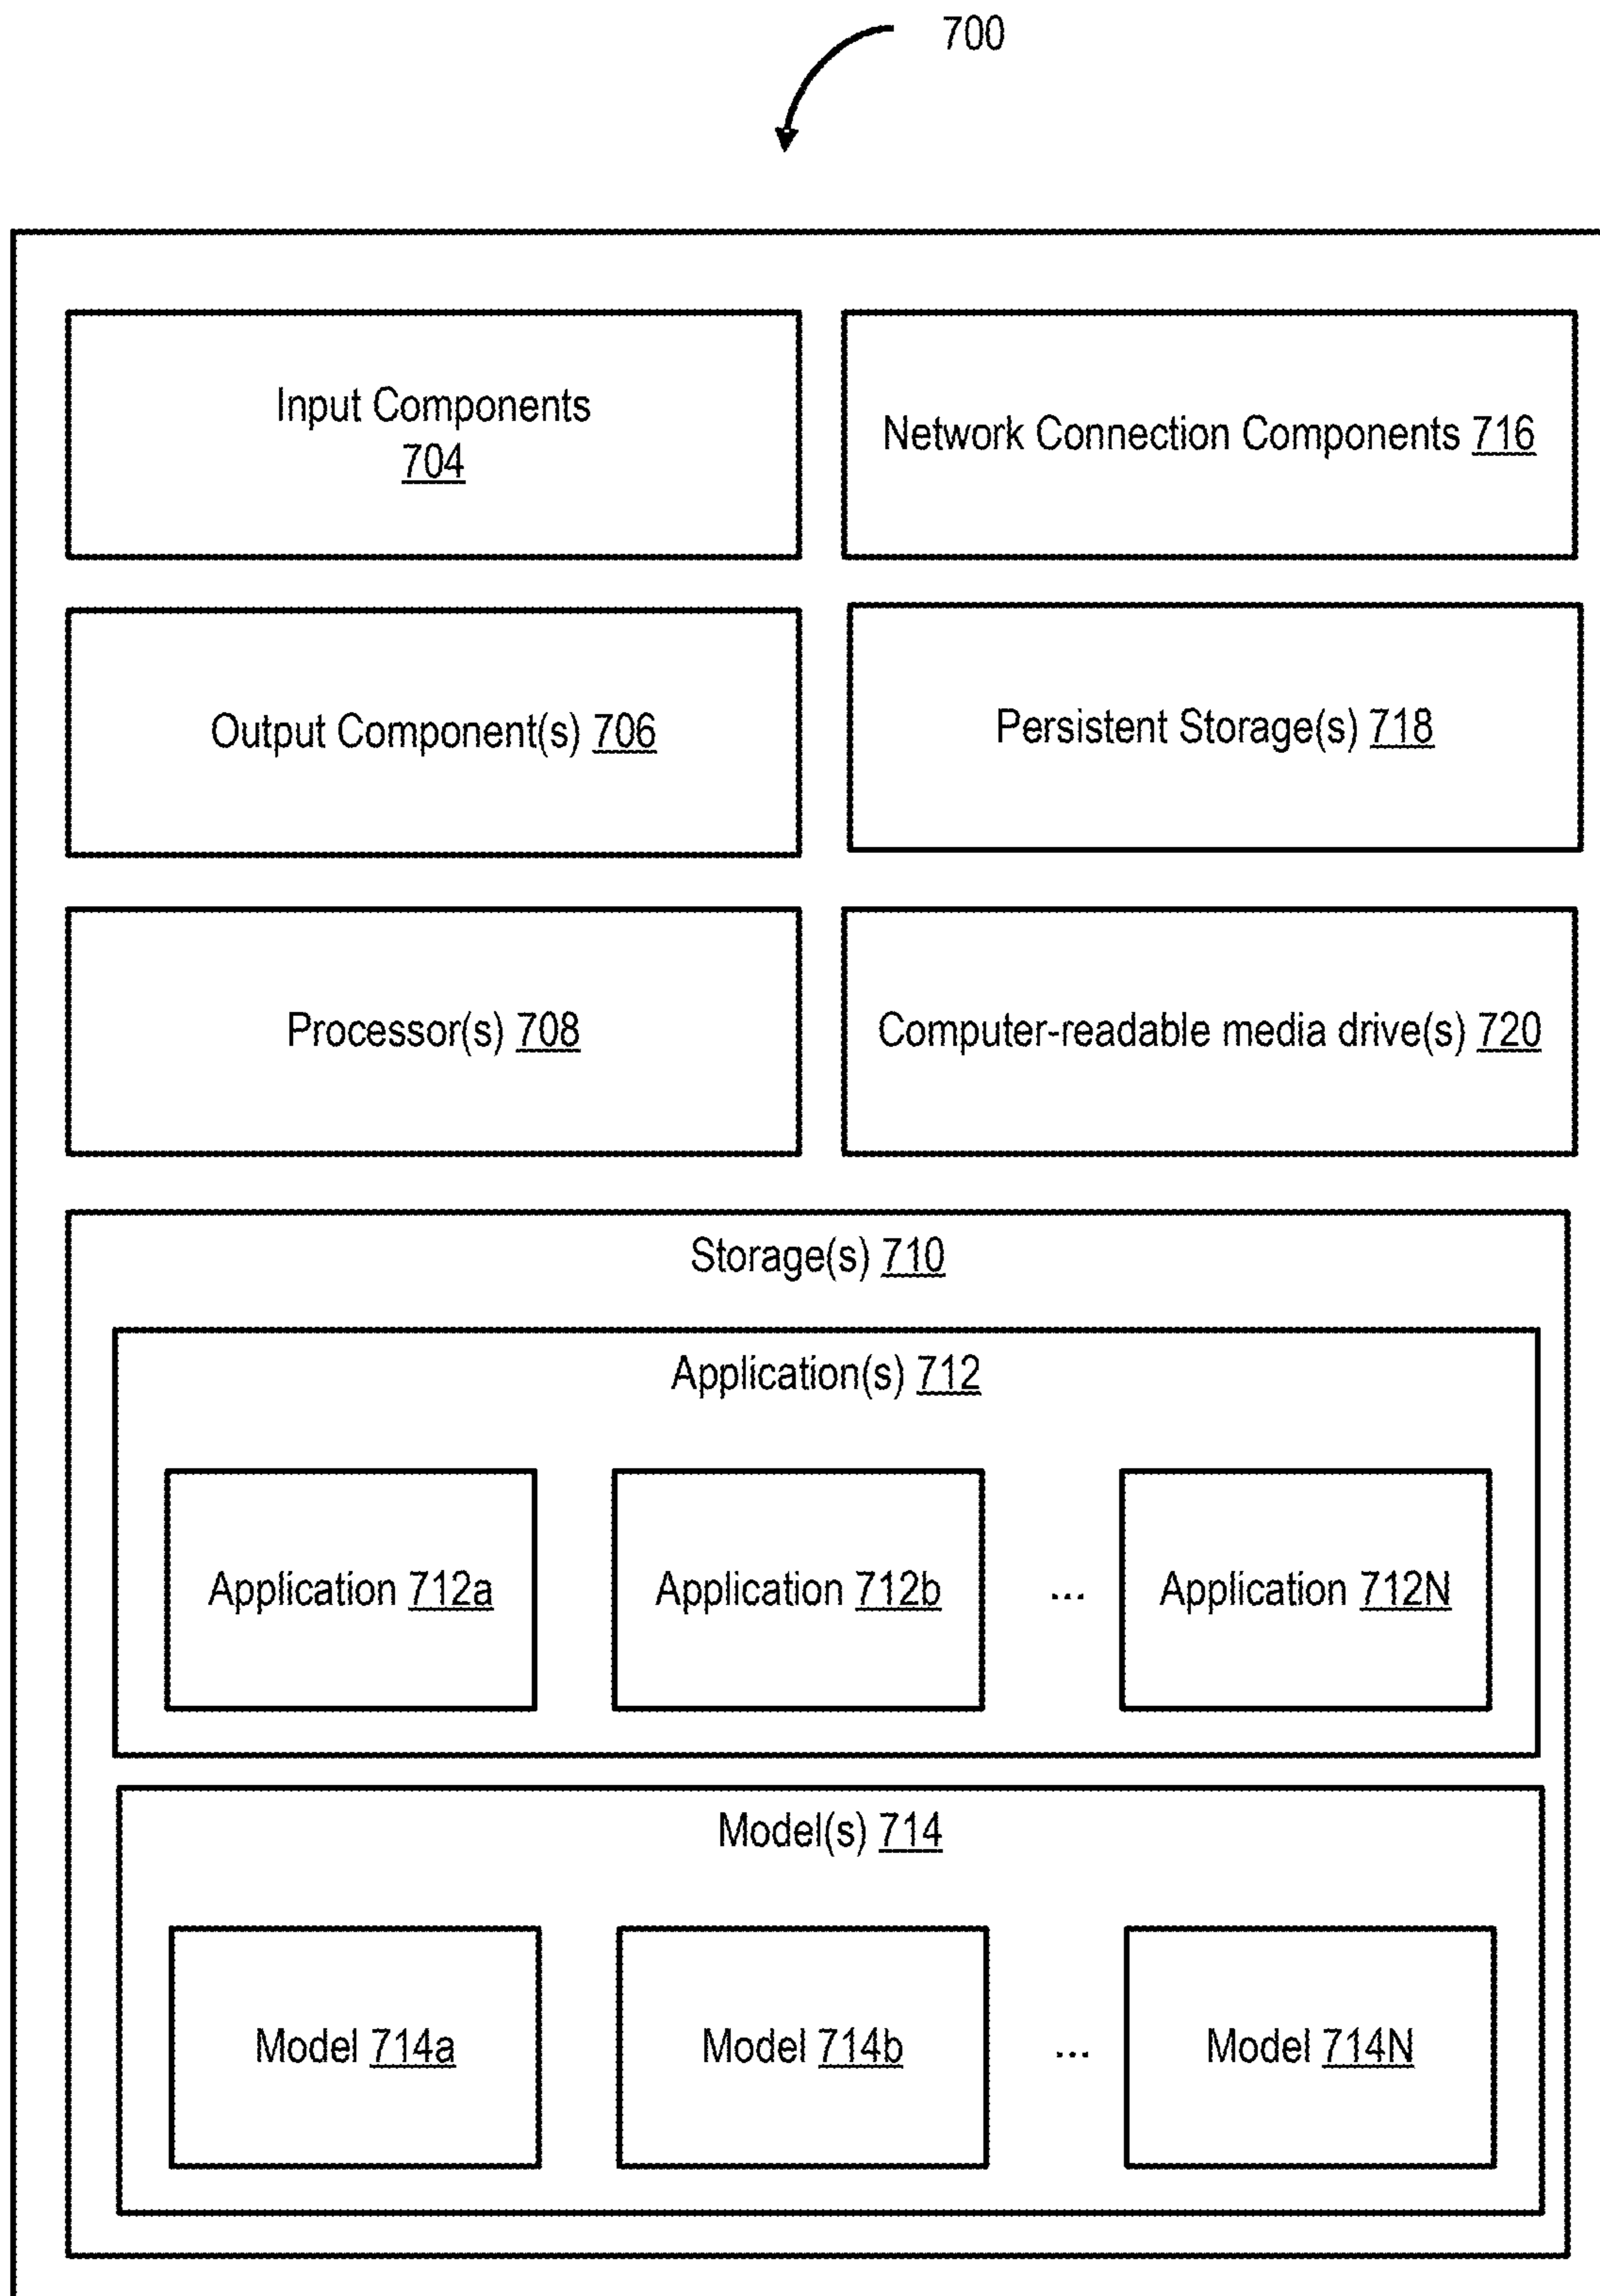 700
Input Components
704
Network Connection Components 716
Output Component(s) 706
Persistent Storage(s) 718
Processor(s) 708
Computer-readable media drive(s) 720
Storage(s) 710
Application(s) 712
Application 712a
Application 712b
...
Application 712N
Model(s) 714
Model 714a
Model 714b
...
Model 714N